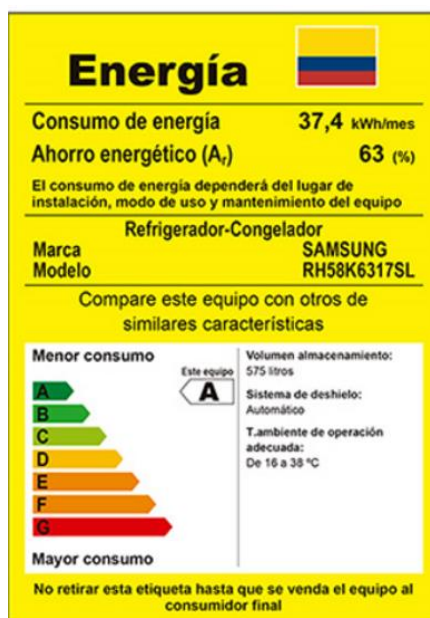 Energía
Consumo de energía 37,4 kWh/mes
Ahorro energético (Ar) 63 (%)
El consumo de energía dependerá del lugar de
instalación, modo de uso y mantenimiento del equipo
Refrigerador-Congelador
Marca SAMSUNG
Modelo RH58K6317SL
Compare este equipo con otros de
similares características
Menor consumo
Este equipo
A
A
B
C
D
E
F
G
Mayor consumo
Volumen almacenamiento:
575 litros
Sistema de deshielo:
Automático
T.ambiente de operación
adecuada:
De 16 a 38 ºC
No retirar esta etiqueta hasta que se venda el equipo al
consumidor final